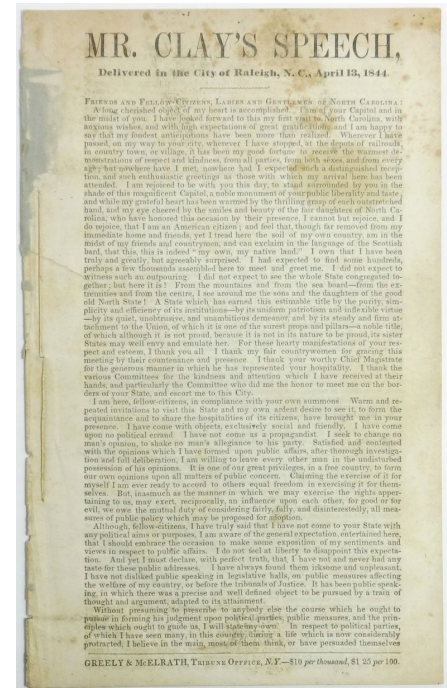 MR. CLAY'S SPEECH,
Delivered in the City of Raleigh, N. C., April 13, 1844.
FRIENDS AND FELLOW-CITIZENS, LADIES AND GENTLEMEN OF NORTH CAROLINA:
A long cherished object of my heart is accomplished. I am at your Capital and in
the midst of you. I have looked forward to this my first visit to North Carolina, with
anxious wishes, and with high expectations of great gratification, and I am happy to
say that my fondest anticipations have been more than realized. Wherever I have
passed, on my way to your city, wherever I have stopped, at the depots of railroads,
in country town, or village, it has been my good fortune to receive the warmest de-
monstrations of respect and kindness, from all parties, from both sexes, and from every
age; but nowhere have I met, nowhere had I expected such a distinguished recep-
tion, and such enthusiastic greetings as those with which my arrival here has been
attended. I am rejoiced to be with you this day, to stand surrounded by you in the
shade of this magnificent Capitol, a noble monument of your public liberality and taste;
and while my grateful heart has been warmed by the thrilling grasp of each outstretched
hand, and my eye cheered by the smiles and beauty of the fair daughters of North Ca-
rolina, who have honored this occasion by their presence, I cannot but rejoice, and I
do rejoice, that I am an American citizen; and feel that, though far removed from my
immediate home and friends, yet I tread here the soil of my own country, am in the
midst of my friends and countrymen, and can exclaim in the language of the Scottish
bard, that this, this is indeed "my own, my native land." I own that I have been
truly and greatly, but agreeably surprised. I had expected to find some hundreds,
perhaps a few thousands assembled here to meet and greet me. I did not expect to
witness such an outpouring. I did not expect to see the whole State congregated to-
gether; but here it is! From the mountains and from the sea board—from the ex-
tremities and from the centre, I see around me the sons and the daughters of the good
old North State! A State which has earned this estimable title by the purity, sim-
plicity and efficiency of its institutions—by its uniform patriotism and inflexible virtue
—by its quiet, unobtrusive, and unambitious demeanor, and by its steady and firm at-
tachment to the Union, of which it is one of the surest props and pillars—a noble title,
of which although it is not proud, because it is not in its nature to be proud, its sister
States may well envy and emulate her. For these hearty manifestations of your res-
pect and esteem, I thank you all. I thank my fair countrywomen for gracing this
meeting by their countenance and presence. I thank your worthy Chief Magistrate
for the generous manner in which he has represented your hospitality. I thank the
various Committees for the kindness and attention which I have received at their
hands, and particularly the Committee who did me the honor to meet me on the bor-
ders of your State, and escort me to this City.
I am here, fellow-citizens, in compliance with your own summons. Warm and re-
peated invitations to visit this State and my own ardent desire to see it, to form the
acquaintance and to share the hospitalities of its citizens, have brought me in your
presence. I have come with objects, exclusively social and friendly. I have come
upon no political errand. I have not come as a propagandist. I seek to change no
man's opinion, to shake no man's allegiance to his party. Satisfied and contented
with the opinions which I have formed upon public affairs, after thorough investiga-
tion and full deliberation, I am willing to leave every other man in the undisturbed
possession of his opinions. It is one of our great privileges, in a free country, to form
our own opinions upon all matters of public concern. Claiming the exercise of it for
myself I am ever ready to accord to others equal freedom in exercising it for them-
selves. But, inasmuch as the manner in which we may exercise the rights apper-
taining to us, may exert, reciprocally, an influence upon each other, for good or for
evil, we owe the mutual duty of considering fairly, fully, and disinterestedly, all mea-
sures of public policy which may be proposed for adoption.
Although, fellow-citizens, I have truly said that I have not come to your State with
any political aims or purposes, I am aware of the general expectation, entertained here,
that I should embrace the occasion to make some exposition of my sentiments and
views in respect to public affairs. I do not feel at liberty to disappoint this expecta-
tion. And yet I must declare, with perfect truth, that I have not and never had any
taste for these public addresses. I have always found them irksome and unpleasant.
I have not disliked public speaking in legislative halls, on public measures affecting
the welfare of my country, or before the tribunals of Justice. It has been public speak-
ing, in which there was a precise and well defined object to be pursued by a train of
thought and argument, adapted to its attainment.
Without presuming to prescribe to anybody else the course which he ought to
pursue in forming his judgment upon political parties, public measures, and the prin-
ciples which ought to guide us, I will state my own. In respect to political parties,
of which I have seen many, in this country, during a life which is now considerably
protracted, I believe in the main, most of them think, or have persuaded themselves
GREELY & McELRATH, TRIBUNE OFFICE, N.Y.—$10 per thousand, $1 25 per 100.